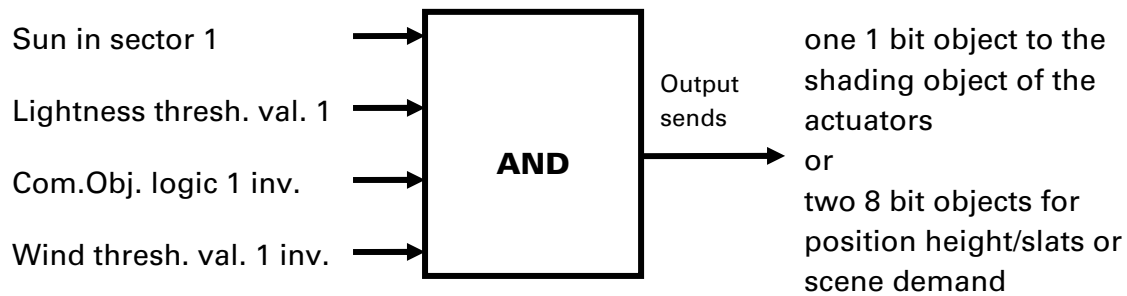 Sun in sector 1
Lightness thresh. val. 1
Com.Obj. logic 1 inv.
Wind thresh. val. 1 inv.
AND
Output
sends
one 1 bit object to the
shading object of the
actuators
or
two 8 bit objects for
position height/slats or
scene demand